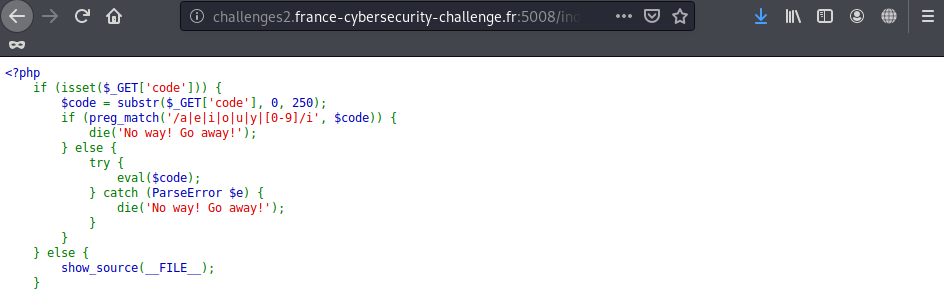 challenges2.france-cybersecurity-challenge.fr:5008/in
<?php
    if (isset($_GET['code'])) {
        $code = substr($_GET['code'], 0, 250);
        if (preg_match('/a|e|i|o|u|y|[0-9]/i', $code)) {
            die('No way! Go away!');
        } else {
            try {
                eval($code);
            } catch (ParseError $e) {
                die('No way! Go away!');
            }
        }
    } else {
        show_source(__FILE__);
    }